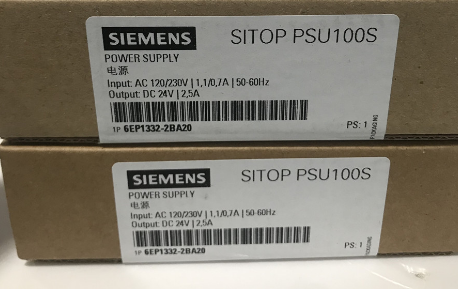 SIEMENS SITOP PSU100S
POWER SUPPLY
电源
Input: AC 120/230V | 1,1/0,7A | 50-60Hz
Output: DC 24V | 2,5A
1P 6EP1332-2BA20
PS: 1
SIEMENS SITOP PSU100S
POWER SUPPLY
电源
Input: AC 120/230V | 1,1/0,7A | 50-60Hz
Output: DC 24V | 2,5A
1P 6EP1332-2BA20
PS: 1